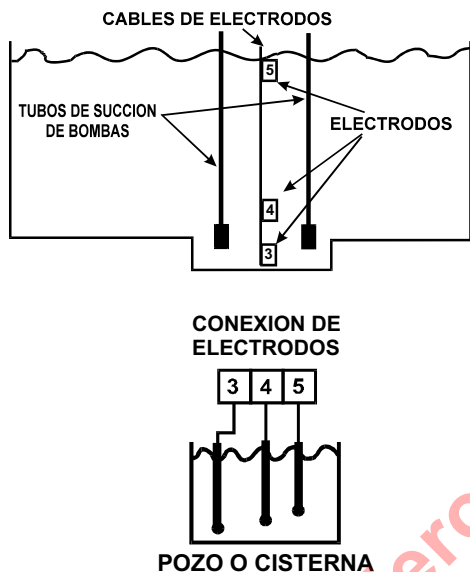 CABLES DE ELECTRODOS
5
TUBOS DE SUCCION
DE BOMBAS
ELECTRODOS
4
3
CONEXION DE
ELECTRODOS
3 4 5
POZO O CISTERNA